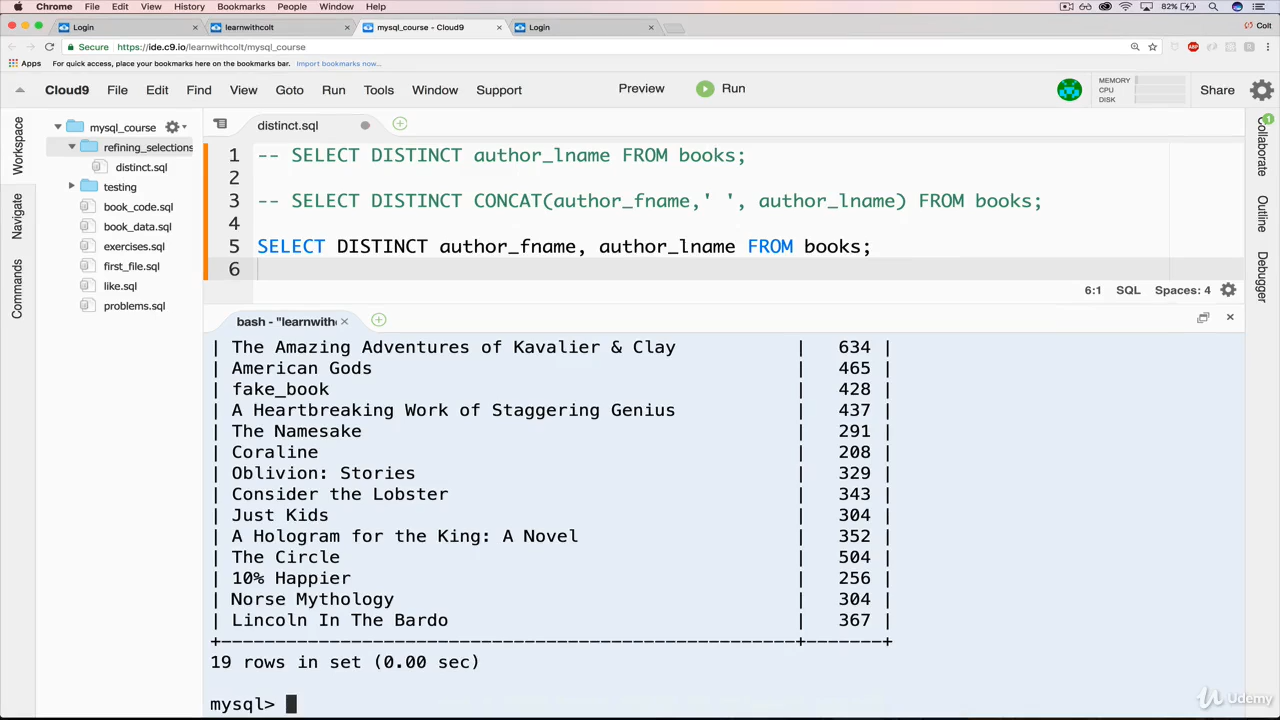 Chrome File Edit View History Bookmarks People Window Help 82% Colt
Login learnwithcolt mysql_course - Cloud9 Login
Secure https://ide.c9.io/learnwithcolt/mysql_course
Apps For quick access, place your bookmarks here on the bookmarks bar. Import bookmarks now...
Cloud9 File Edit View Find Goto Run Tools Window Support Preview Run MEMORY CPU DISK Share
Workspace
Navigate
Commands
mysql_course
refining_selections
distinct.sql
testing
book_code.sql
book_data.sql
exercises.sql
first_file.sql
like.sql
problems.sql
distinct.sql
1 -- SELECT DISTINCT author_lname FROM books;
2
3 -- SELECT DISTINCT CONCAT(author_fname,' ', author_lname) FROM books;
4
5 SELECT DISTINCT author_fname, author_lname FROM books;
6
6:1 SQL Spaces: 4
bash - "learnwith
| The Amazing Adventures of Kavalier & Clay | 634 |
| American Gods | 465 |
| fake_book | 428 |
| A Heartbreaking Work of Staggering Genius | 437 |
| The Namesake | 291 |
| Coraline | 208 |
| Oblivion: Stories | 329 |
| Consider the Lobster | 343 |
| Just Kids | 304 |
| A Hologram for the King: A Novel | 352 |
| The Circle | 504 |
| 10% Happier | 256 |
| Norse Mythology | 304 |
| Lincoln In The Bardo | 367 |
+-----------------------------------------------------+-------+
19 rows in set (0.00 sec)
mysql>
Collaborate
1
Outline
Debugger
Udemy